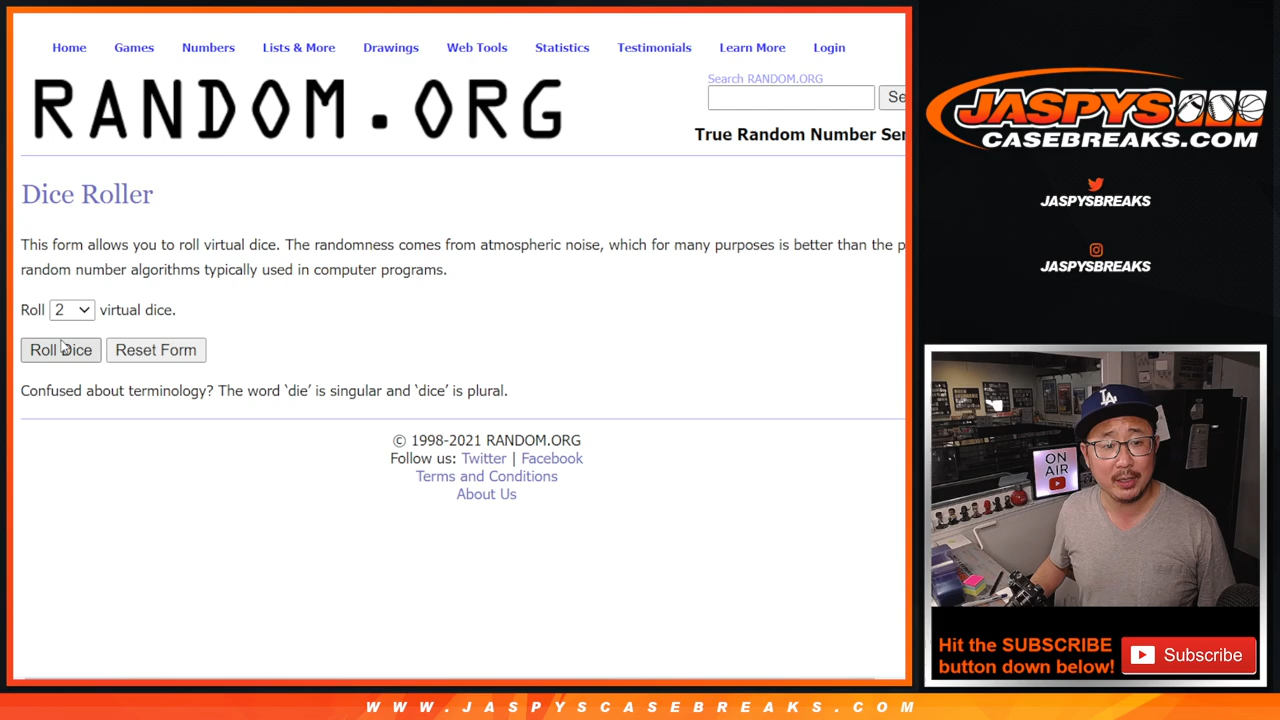 Home Games Numbers Lists & More Drawings Web Tools Statistics Testimonials Learn More Login
RANDOM.ORG
Search RANDOM.ORG
Se
True Random Number Ser
Dice Roller
This form allows you to roll virtual dice. The randomness comes from atmospheric noise, which for many purposes is better than the p
random number algorithms typically used in computer programs.
Roll 2 virtual dice.
Roll Dice Reset Form
Confused about terminology? The word ‘die’ is singular and ‘dice’ is plural.
© 1998-2021 RANDOM.ORG
Follow us: Twitter | Facebook
Terms and Conditions
About Us
JASPYS
CASEBREAKS.COM
JASPYSBREAKS
JASPYSBREAKS
LA
ON
AIR
Hit the SUBSCRIBE
button down below!
Subscribe
WWW.JASPYSCASEBREAKS.COM